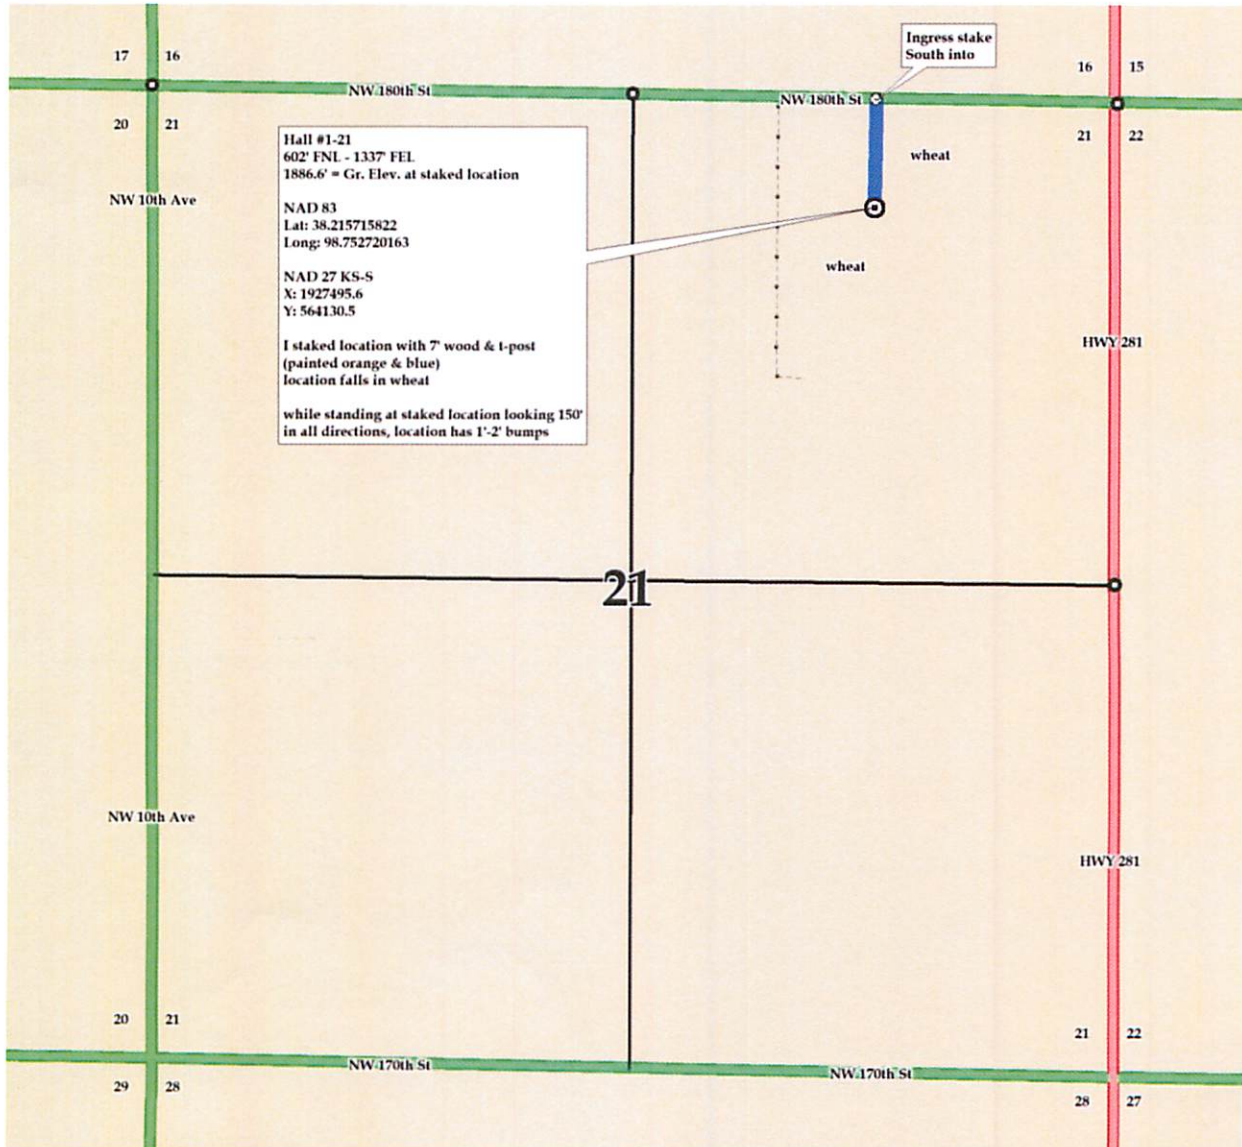 Ingress stake
South into
17 16
16 15
NW 180th St
NW 180th St
20 21
21 22
Hall #1-21
602' FNL - 1337' FEL
1886.6' = Gr. Elev. at staked location
NAD 83
Lat: 38.215715822
Long: 98.752720163
NAD 27 KS-S
X: 1927495.6
Y: 564130.5
I staked location with 7' wood & t-post
(painted orange & blue)
location falls in wheat
while standing at staked location looking 150'
in all directions, location has 1'-2' bumps
wheat
NW 10th Ave
wheat
HWY 281
21
NW 10th Ave
HWY 281
20 21
21 22
NW 170th St
NW 170th St
29 28
28 27